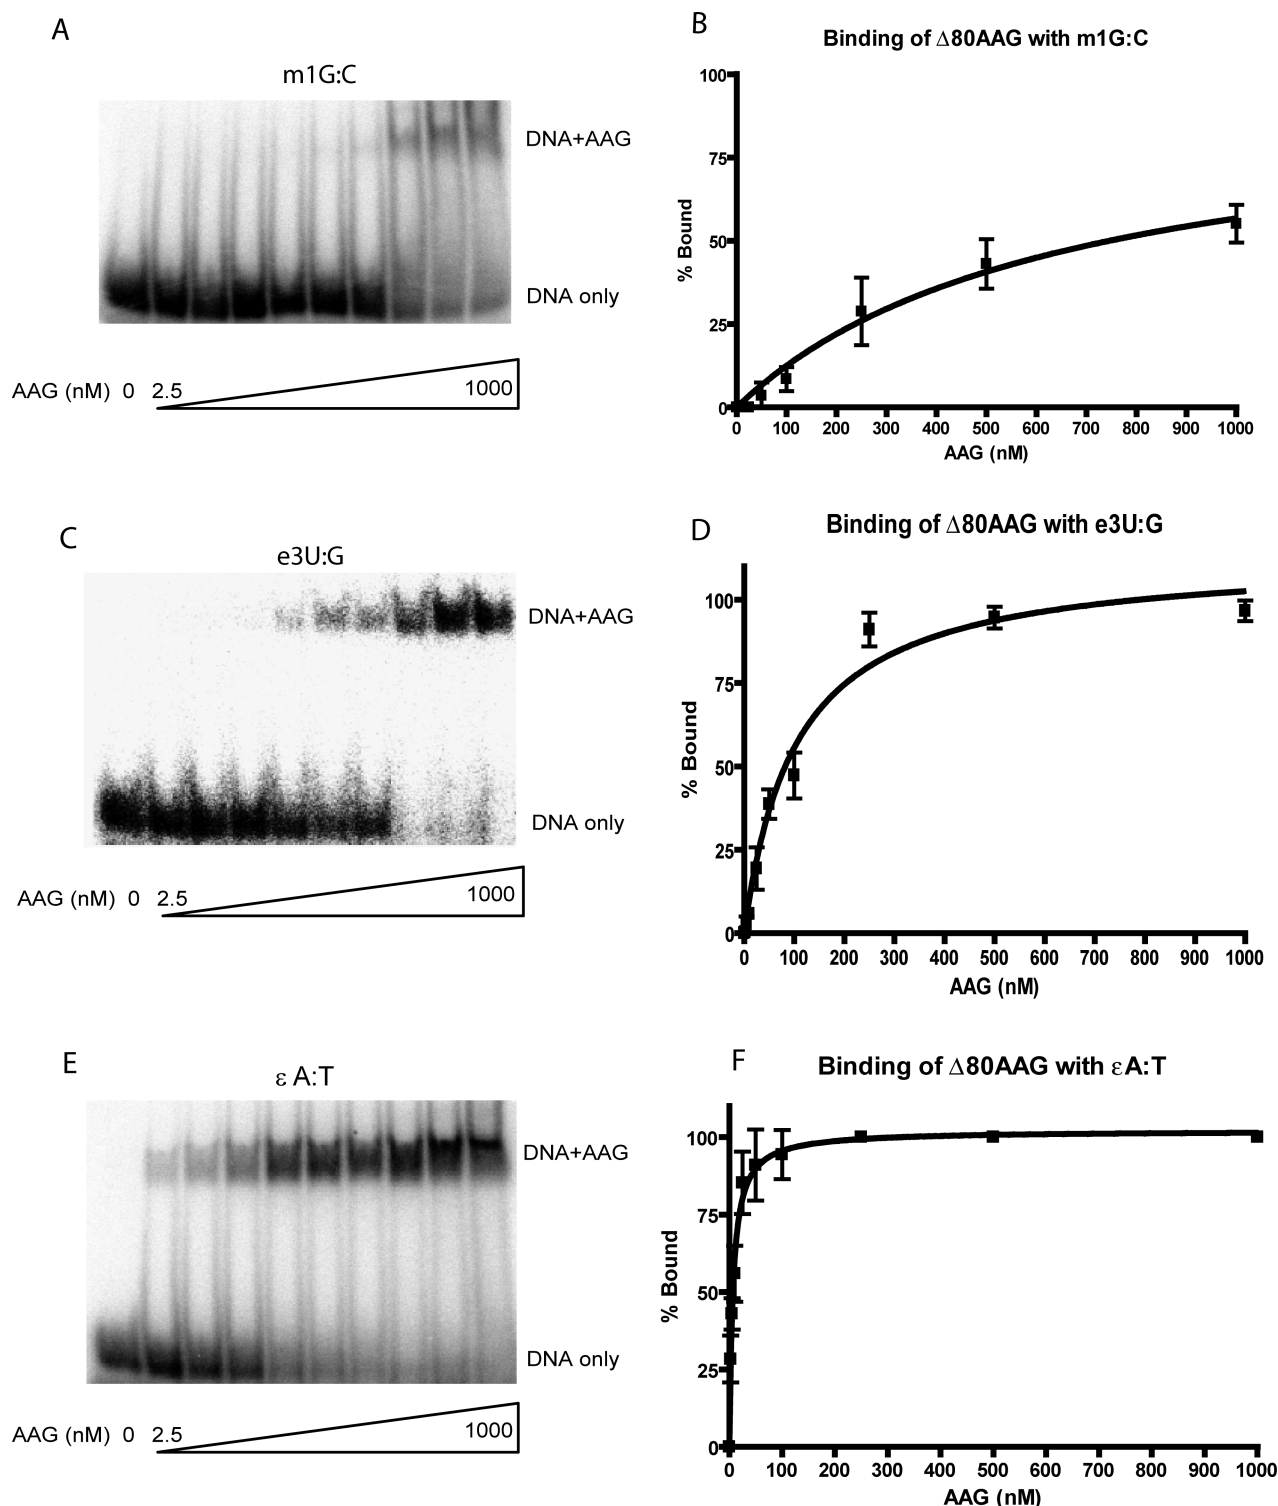 A
m1G:C
DNA+AAG
DNA only
AAG (nM) 0 2.5 1000
B
Binding of Δ80AAG with m1G:C
% Bound
100
75
50
25
0
0 100 200 300 400 500 600 700 800 900 1000
AAG (nM)
C
e3U:G
DNA+AAG
DNA only
AAG (nM) 0 2.5 1000
D
Binding of Δ80AAG with e3U:G
% Bound
100
75
50
25
0
0 100 200 300 400 500 600 700 800 900 1000
AAG (nM)
E
ε A:T
DNA+AAG
DNA only
AAG (nM) 0 2.5 1000
F
Binding of Δ80AAG with εA:T
% Bound
100
75
50
25
0
0 100 200 300 400 500 600 700 800 900 1000
AAG (nM)